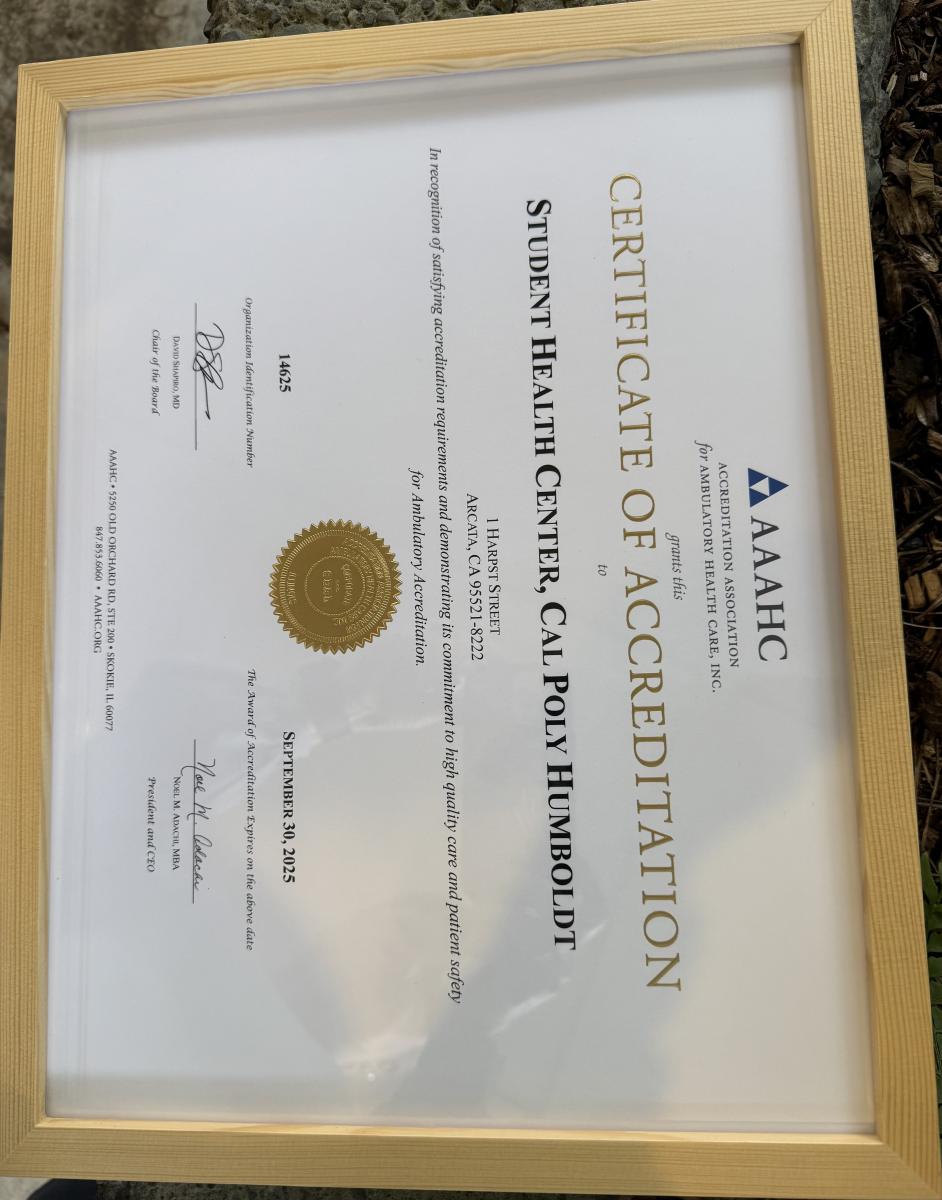 AAAHC
ACCREDITATION ASSOCIATION
for AMBULATORY HEALTH CARE, INC.
grants this
CERTIFICATE OF ACCREDITATION
to
STUDENT HEALTH CENTER, CAL POLY HUMBOLDT
1 HARPST STREET
ARCATA, CA 95521-8222
In recognition of satisfying accreditation requirements and demonstrating its commitment to high quality care and patient safety
for Ambulatory Accreditation.
14625
Organization Identification Number
SEPTEMBER 30, 2025
The Award of Accreditation Expires on the above date
DAVID SHAPIRO, MD
Chair of the Board
Noel M. Adachi
NOEL M. ADACHI, MBA
President and CEO
AAAHC • 5250 OLD ORCHARD RD, STE 200 • SKOKIE, IL 60077
847.853.6060 • AAAHC.ORG